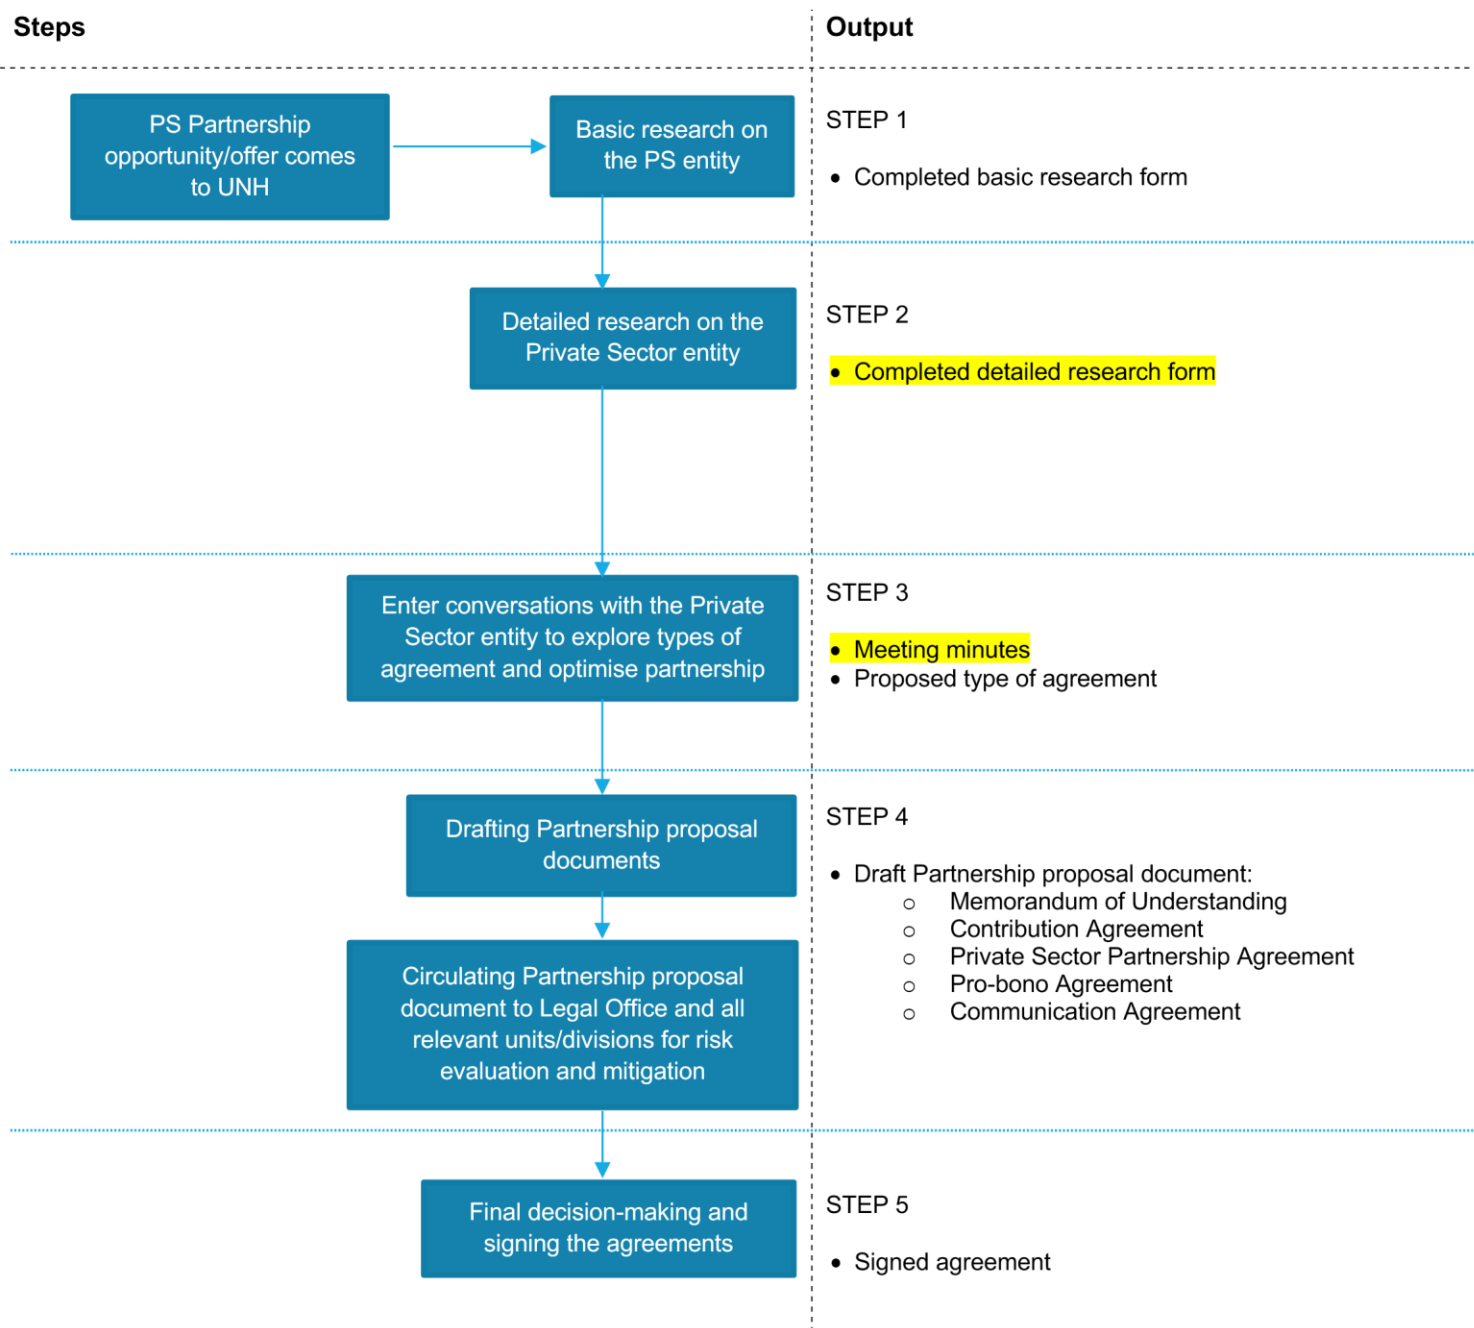 Steps
Output
PS Partnership
opportunity/offer comes
to UNH
Basic research on
the PS entity
STEP 1
• Completed basic research form
Detailed research on the
Private Sector entity
STEP 2
• Completed detailed research form
Enter conversations with the Private
Sector entity to explore types of
agreement and optimise partnership
STEP 3
• Meeting minutes
• Proposed type of agreement
Drafting Partnership proposal
documents
Circulating Partnership proposal
document to Legal Office and all
relevant units/divisions for risk
evaluation and mitigation
STEP 4
• Draft Partnership proposal document:
o Memorandum of Understanding
o Contribution Agreement
o Private Sector Partnership Agreement
o Pro-bono Agreement
o Communication Agreement
Final decision-making and
signing the agreements
STEP 5
• Signed agreement